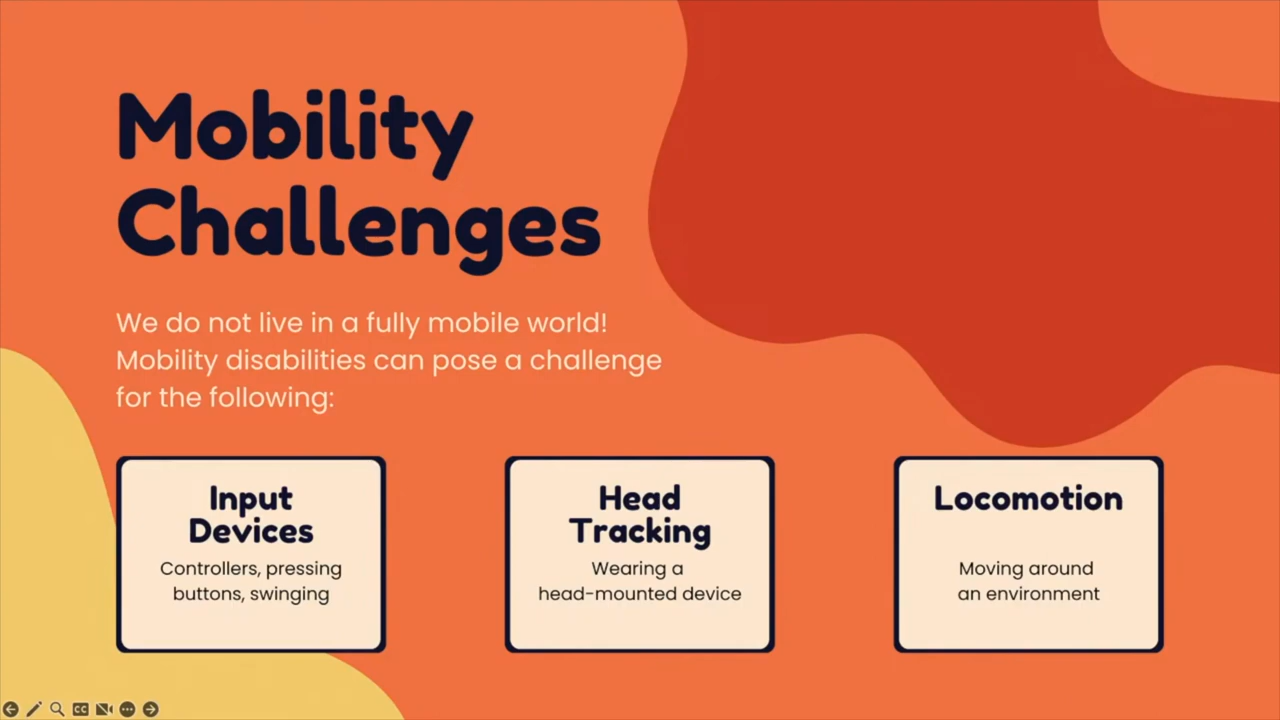 Mobility
Challenges
We do not live in a fully mobile world!
Mobility disabilities can pose a challenge
for the following:
Input
Devices
Controllers, pressing
buttons, swinging
Head
Tracking
Wearing a
head-mounted device
Locomotion
Moving around
an environment
CC